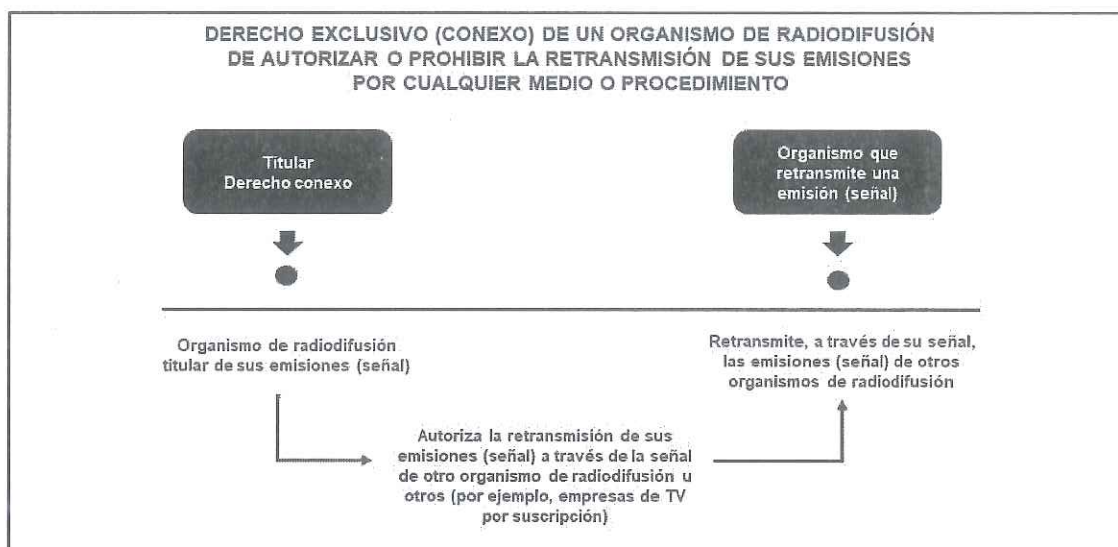 DERECHO EXCLUSIVO (CONEXO) DE UN ORGANISMO DE RADIODIFUSIÓN
DE AUTORIZAR O PROHIBIR LA RETRANSMISIÓN DE SUS EMISIONES
POR CUALQUIER MEDIO O PROCEDIMIENTO
Titular
Derecho conexo
Organismo que
retransmite una
emisión (señal)
Organismo de radiodifusión
titular de sus emisiones (señal)
Retransmite, a través de su señal,
las emisiones (señal) de otros
organismos de radiodifusión
Autoriza la retransmisión de sus
emisiones (señal) a través de la señal
de otro organismo de radiodifusión u
otros (por ejemplo, empresas de TV
por suscripción)